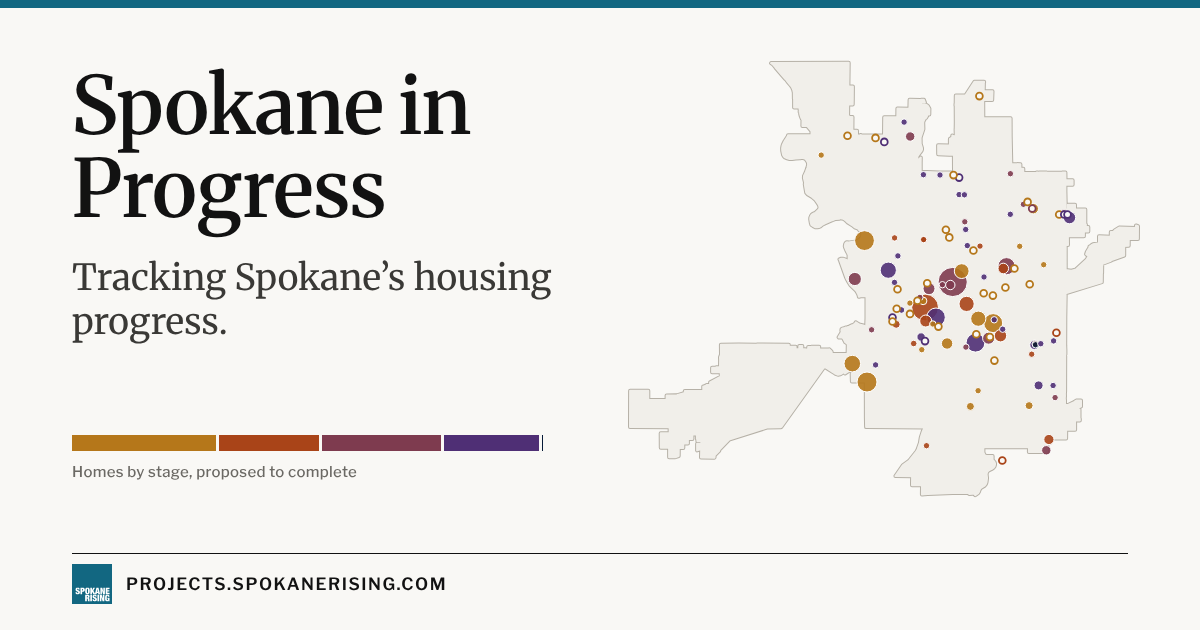 Spokane in
Progress
Tracking Spokane’s housing
progress.
Homes by stage, proposed to complete
SPOKANE
RISING
PROJECTS.SPOKANERISING.COM